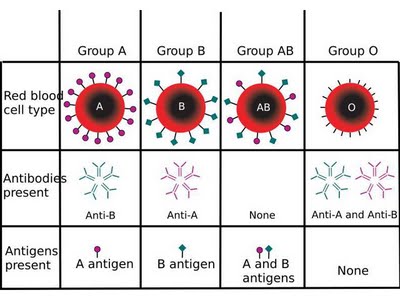 Group A Group B Group AB Group O
Red blood
cell type
A B AB O
Antibodies
present
Anti-B Anti-A None Anti-A and Anti-B
Antigens
present
A antigen B antigen A and B
antigens
None